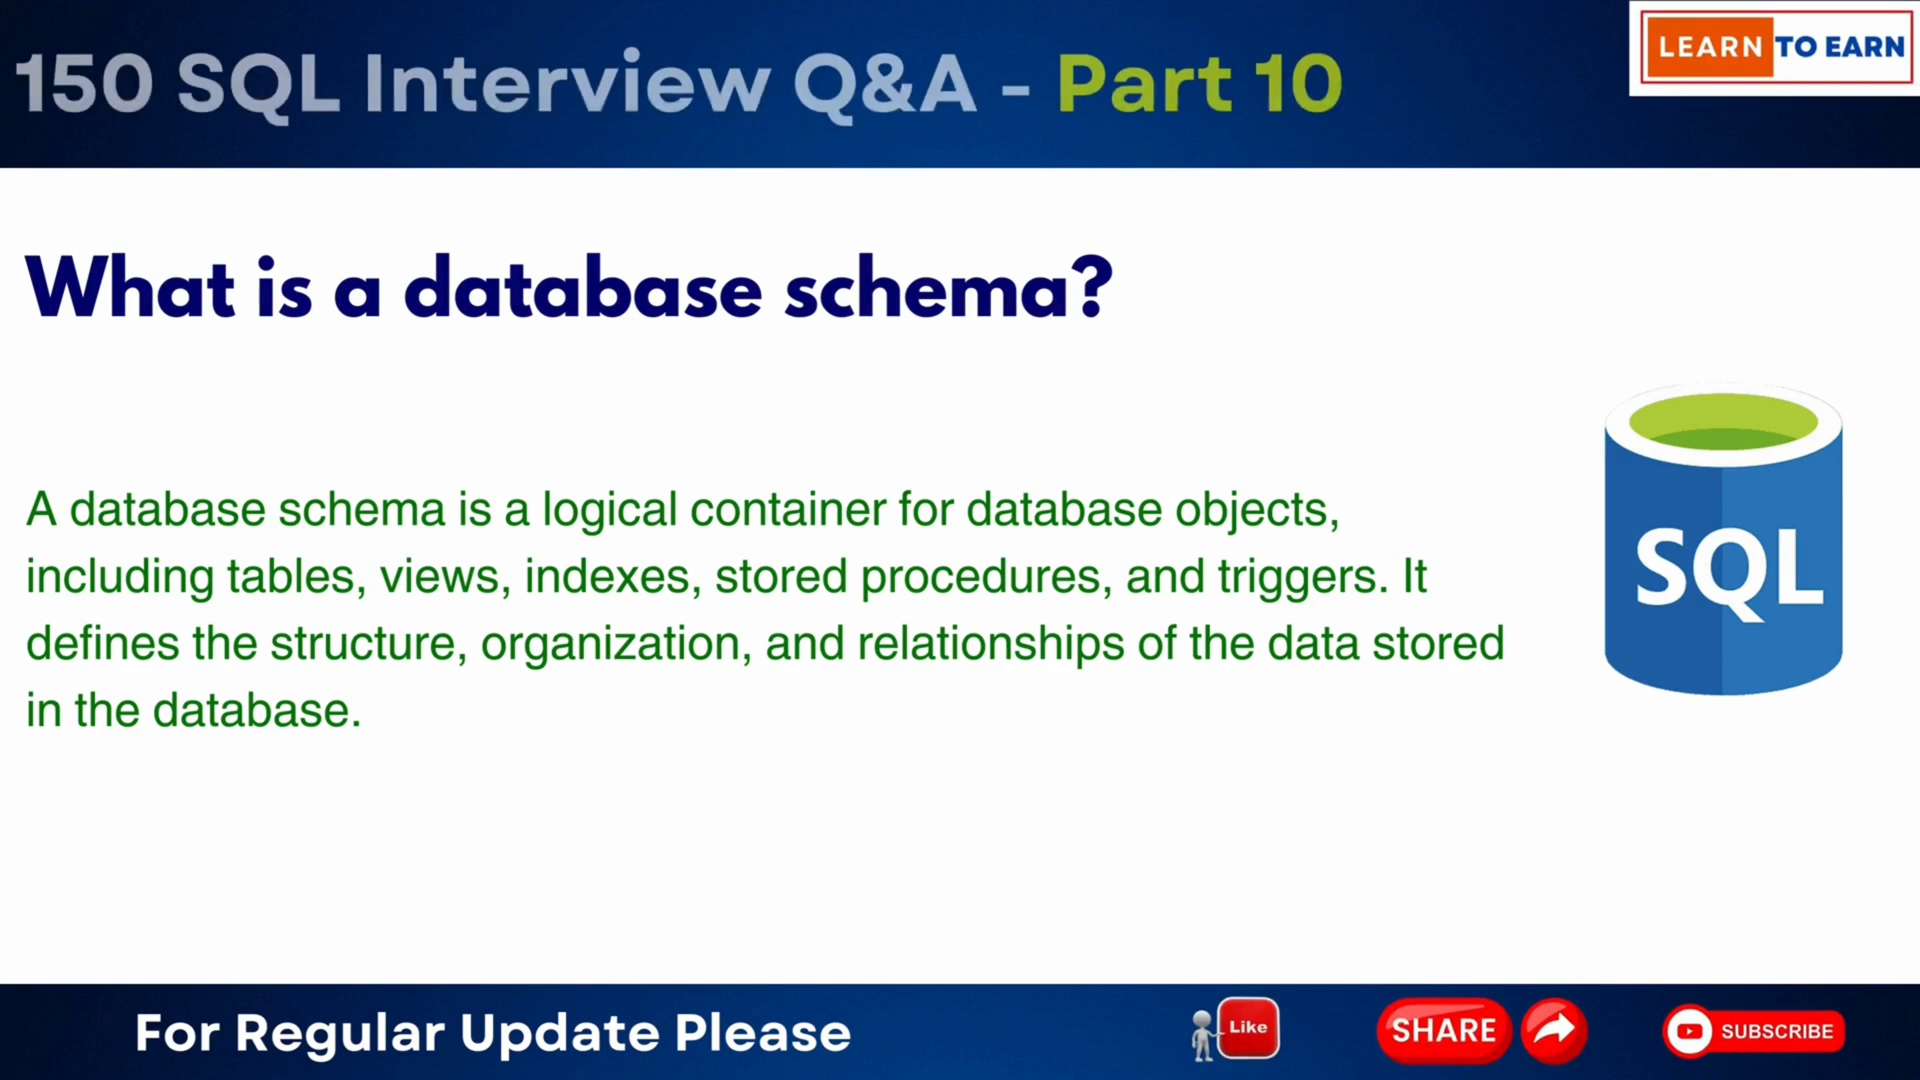 150 SQL Interview Q&A - Part 10
LEARN TO EARN
What is a database schema?
A database schema is a logical container for database objects,
including tables, views, indexes, stored procedures, and triggers. It
defines the structure, organization, and relationships of the data stored
in the database.
SQL
For Regular Update Please
Like
SHARE
SUBSCRIBE